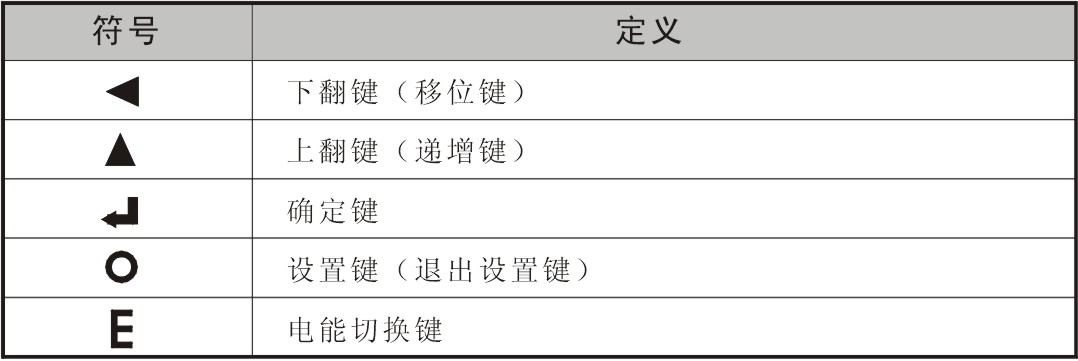 符号 定义
◀ 下翻键（移位键）
▲ 上翻键（递增键）
↵ 确定键
O 设置键（退出设置键）
E 电能切换键